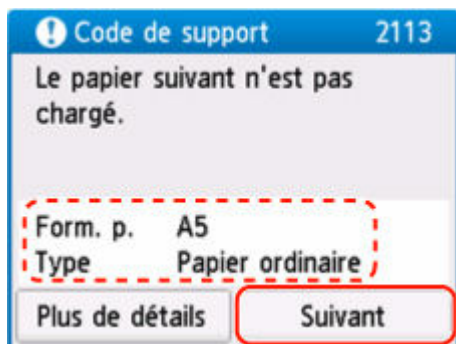 Code de support 2113
Le papier suivant n'est pas
chargé.
Form. p. A5
Type Papier ordinaire
Plus de détails Suivant